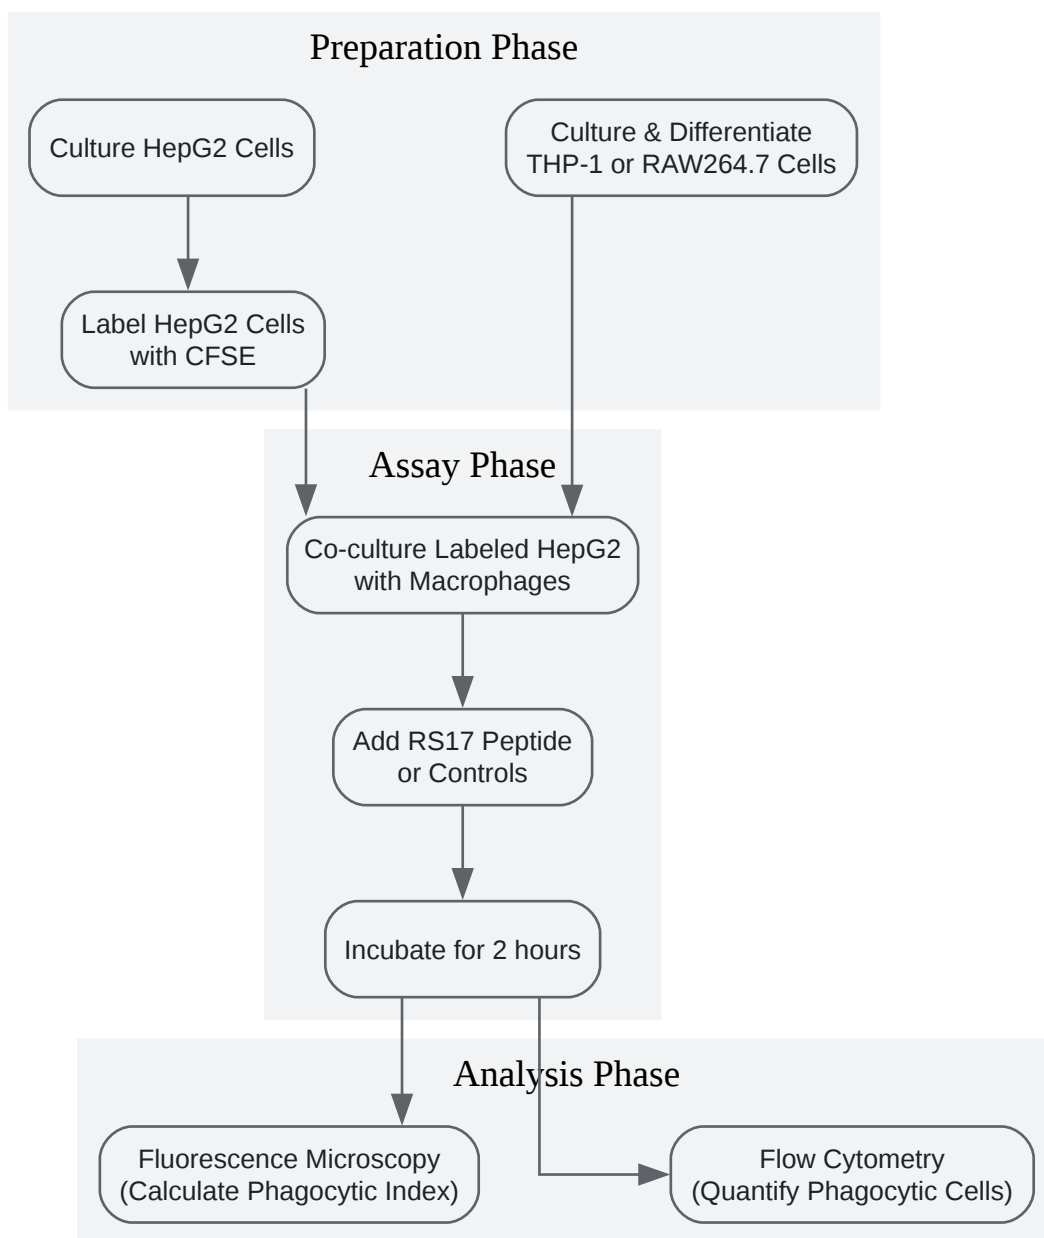 Preparation Phase
Culture HepG2 Cells
Culture & Differentiate
THP-1 or RAW264.7 Cells
Label HepG2 Cells
with CFSE
Assay Phase
Co-culture Labeled HepG2
with Macrophages
Add RS17 Peptide
or Controls
Incubate for 2 hours
Analysis Phase
Fluorescence Microscopy
(Calculate Phagocytic Index)
Flow Cytometry
(Quantify Phagocytic Cells)